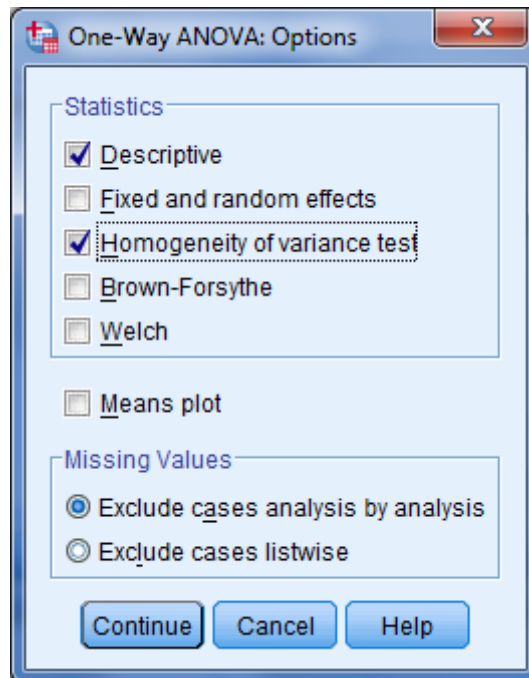 One-Way ANOVA: Options
Statistics
Descriptive
Fixed and random effects
Homogeneity of variance test
Brown-Forsythe
Welch
Means plot
Missing Values
Exclude cases analysis by analysis
Exclude cases listwise
Continue Cancel Help